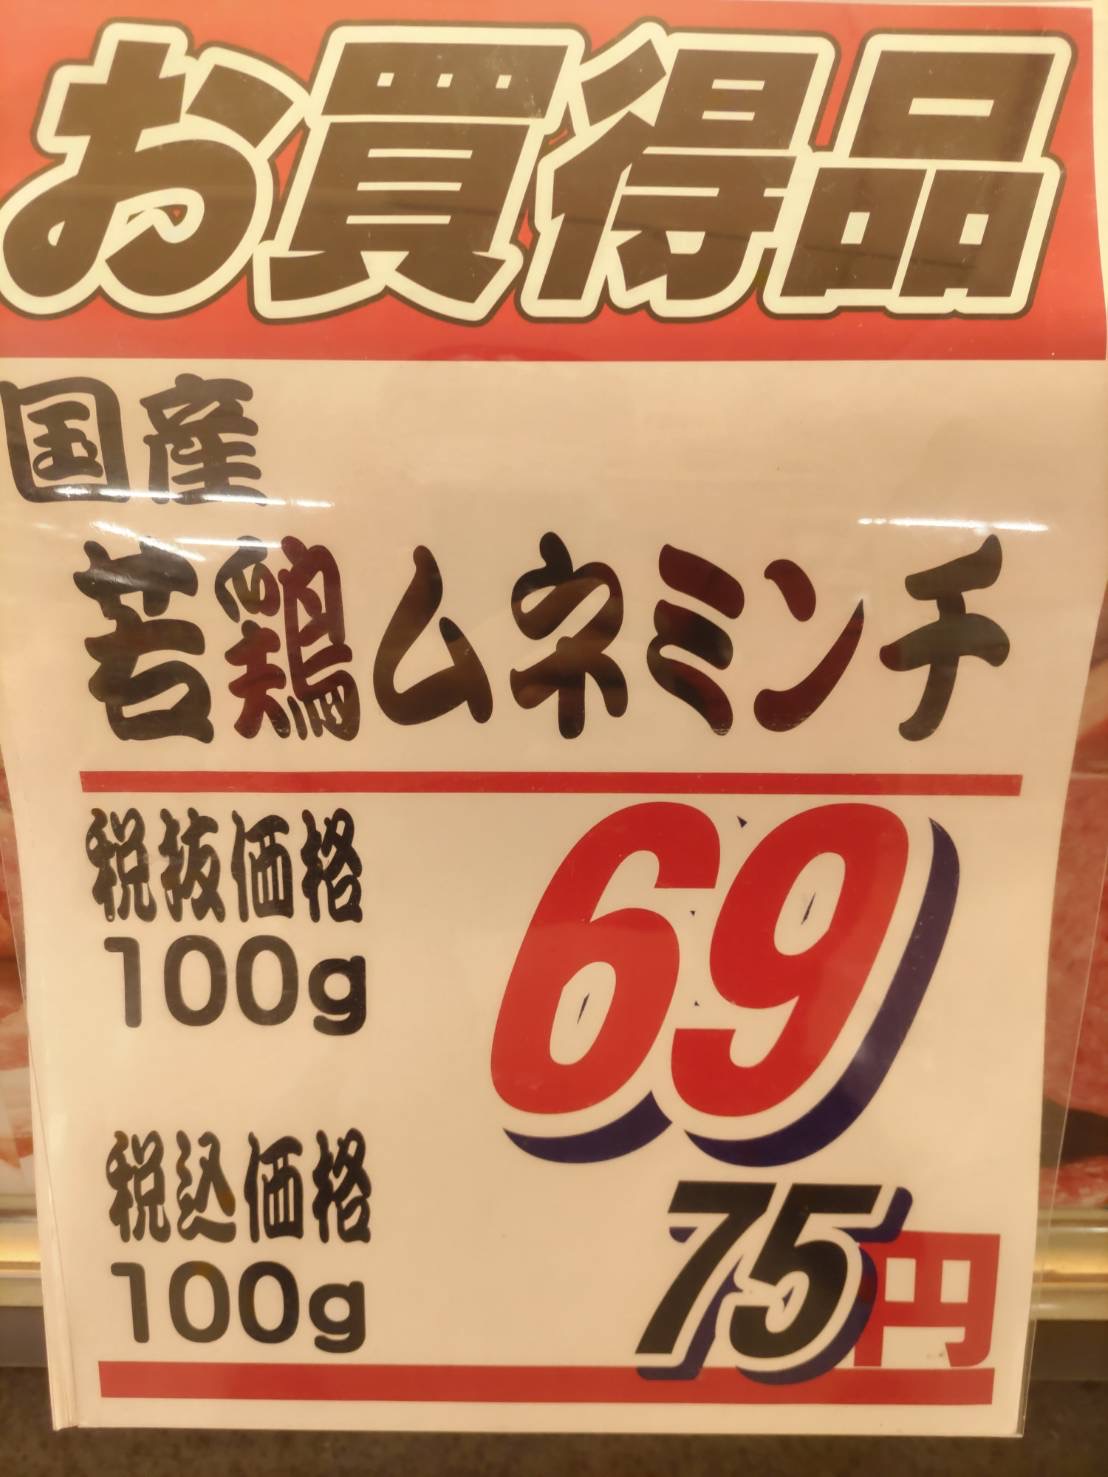 お買得品
国産
若鶏ムネミンチ
税抜価格
100g
69
税込価格
100g
75円